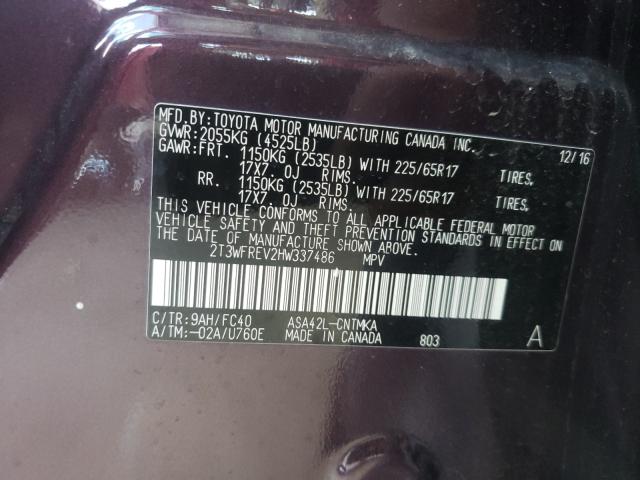 MFD.BY:TOYOTA MOTOR MANUFACTURING CANADA INC.
GVWR:2055KG (4525LB) 12/16
GAWR:FRT. 1150KG (2535LB) WITH 225/65R17 TIRES.
17X7. 0J RIMS.
RR. 1150KG (2535LB) WITH 225/65R17 TIRES.
17X7. 0J RIMS.
THIS VEHICLE CONFORMS TO ALL APPLICABLE FEDERAL MOTOR
VEHICLE SAFETY AND THEFT PREVENTION STANDARDS IN EFFECT ON
THE DATE OF MANUFACTURE SHOWN ABOVE.
2T3WFREV2HW337486 MPV
C/TR:9AH/FC40 ASA42L-CNTMKA
A/TM:-02A/U760E MADE IN CANADA 803 A